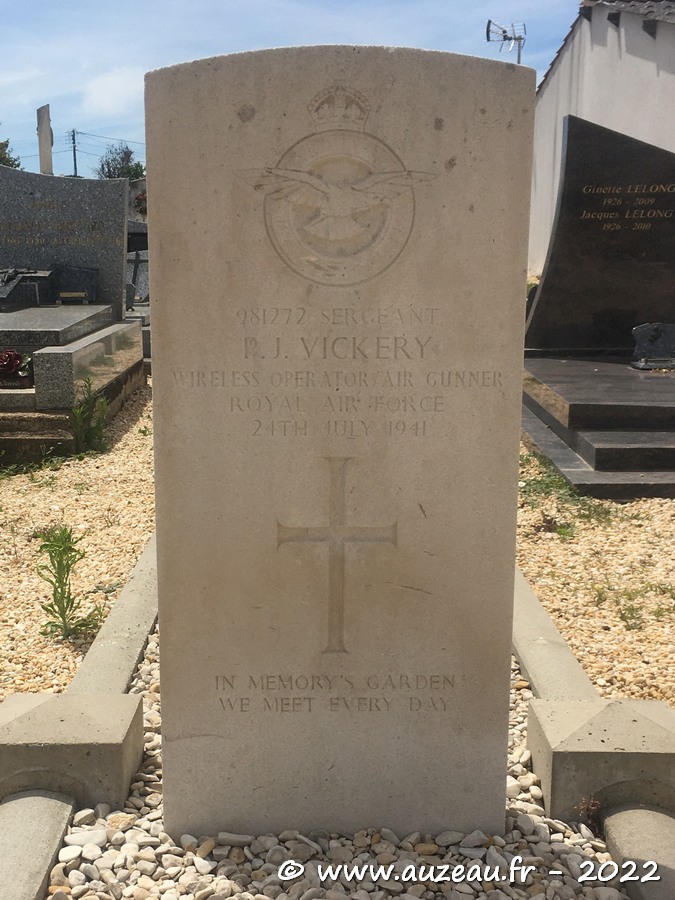 981272 SERGEANT
P. J. VICKERY
WIRELESS OPERATOR/AIR GUNNER
ROYAL AIR FORCE
24TH JULY 1941
IN MEMORY'S GARDEN
WE MEET EVERY DAY
Ginette LELONG
1926 - 2009
Jacques LELONG
1926 - 2010
© www.auzeau.fr - 2022